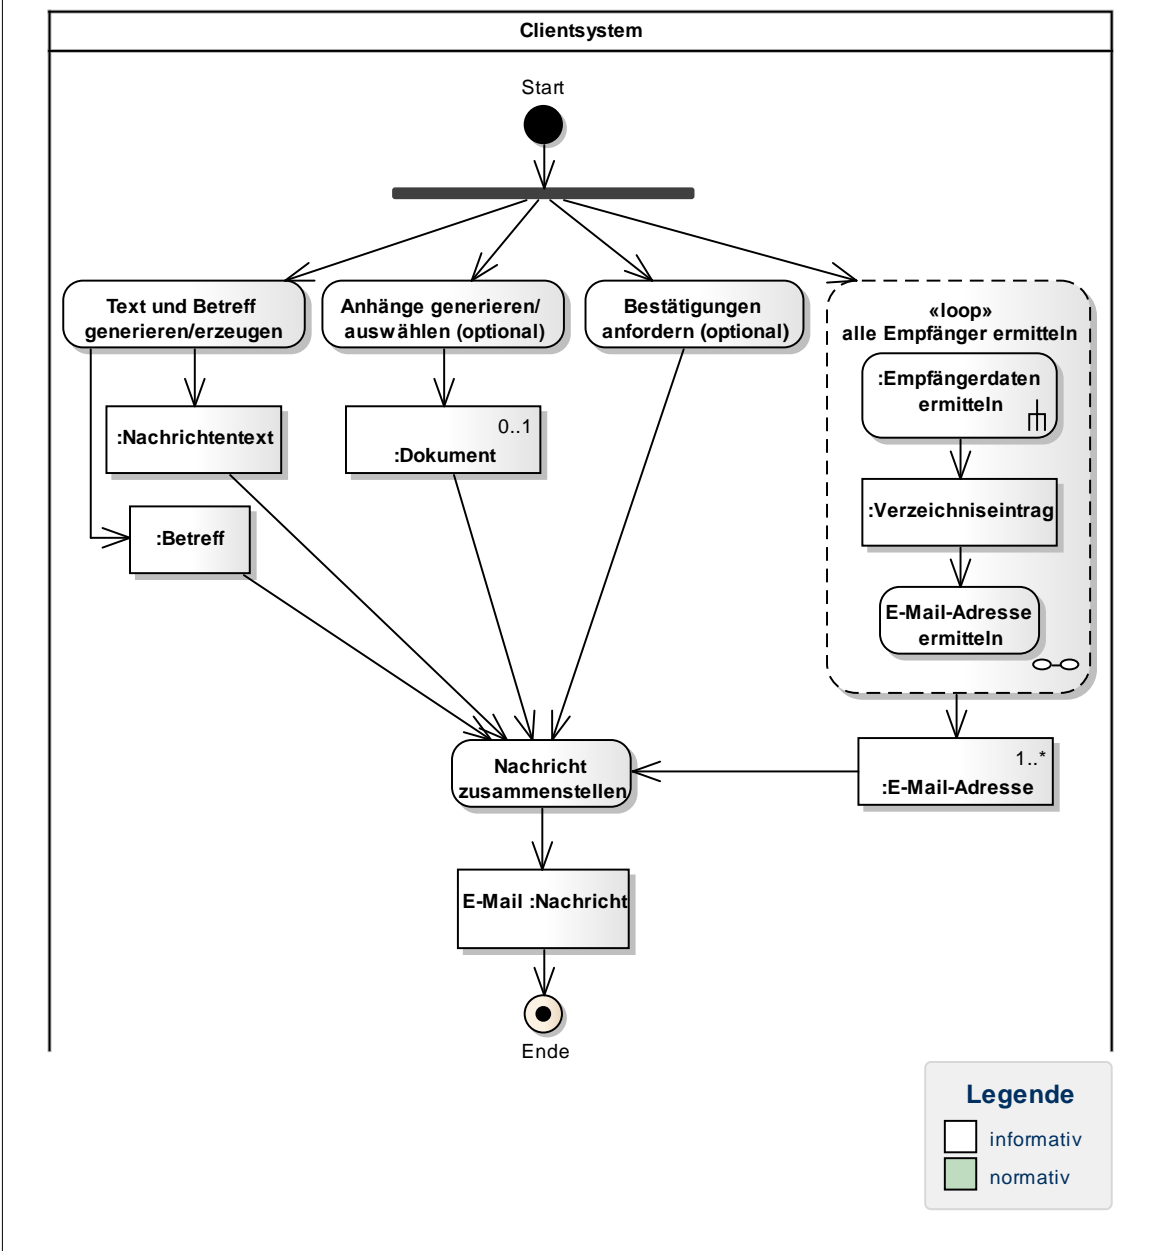 Clientsystem
Start
Text und Betreff
generieren/erzeugen
Anhänge generieren/
auswählen (optional)
Bestätigungen
anfordern (optional)
«loop»
alle Empfänger ermitteln
:Empfängerdaten
ermitteln
:Nachrichtentext
0..1
:Dokument
:Verzeichniseintrag
:Betreff
E-Mail-Adresse
ermitteln
Nachricht
zusammenstellen
1..*
:E-Mail-Adresse
E-Mail :Nachricht
Ende
Legende
informativ
normativ